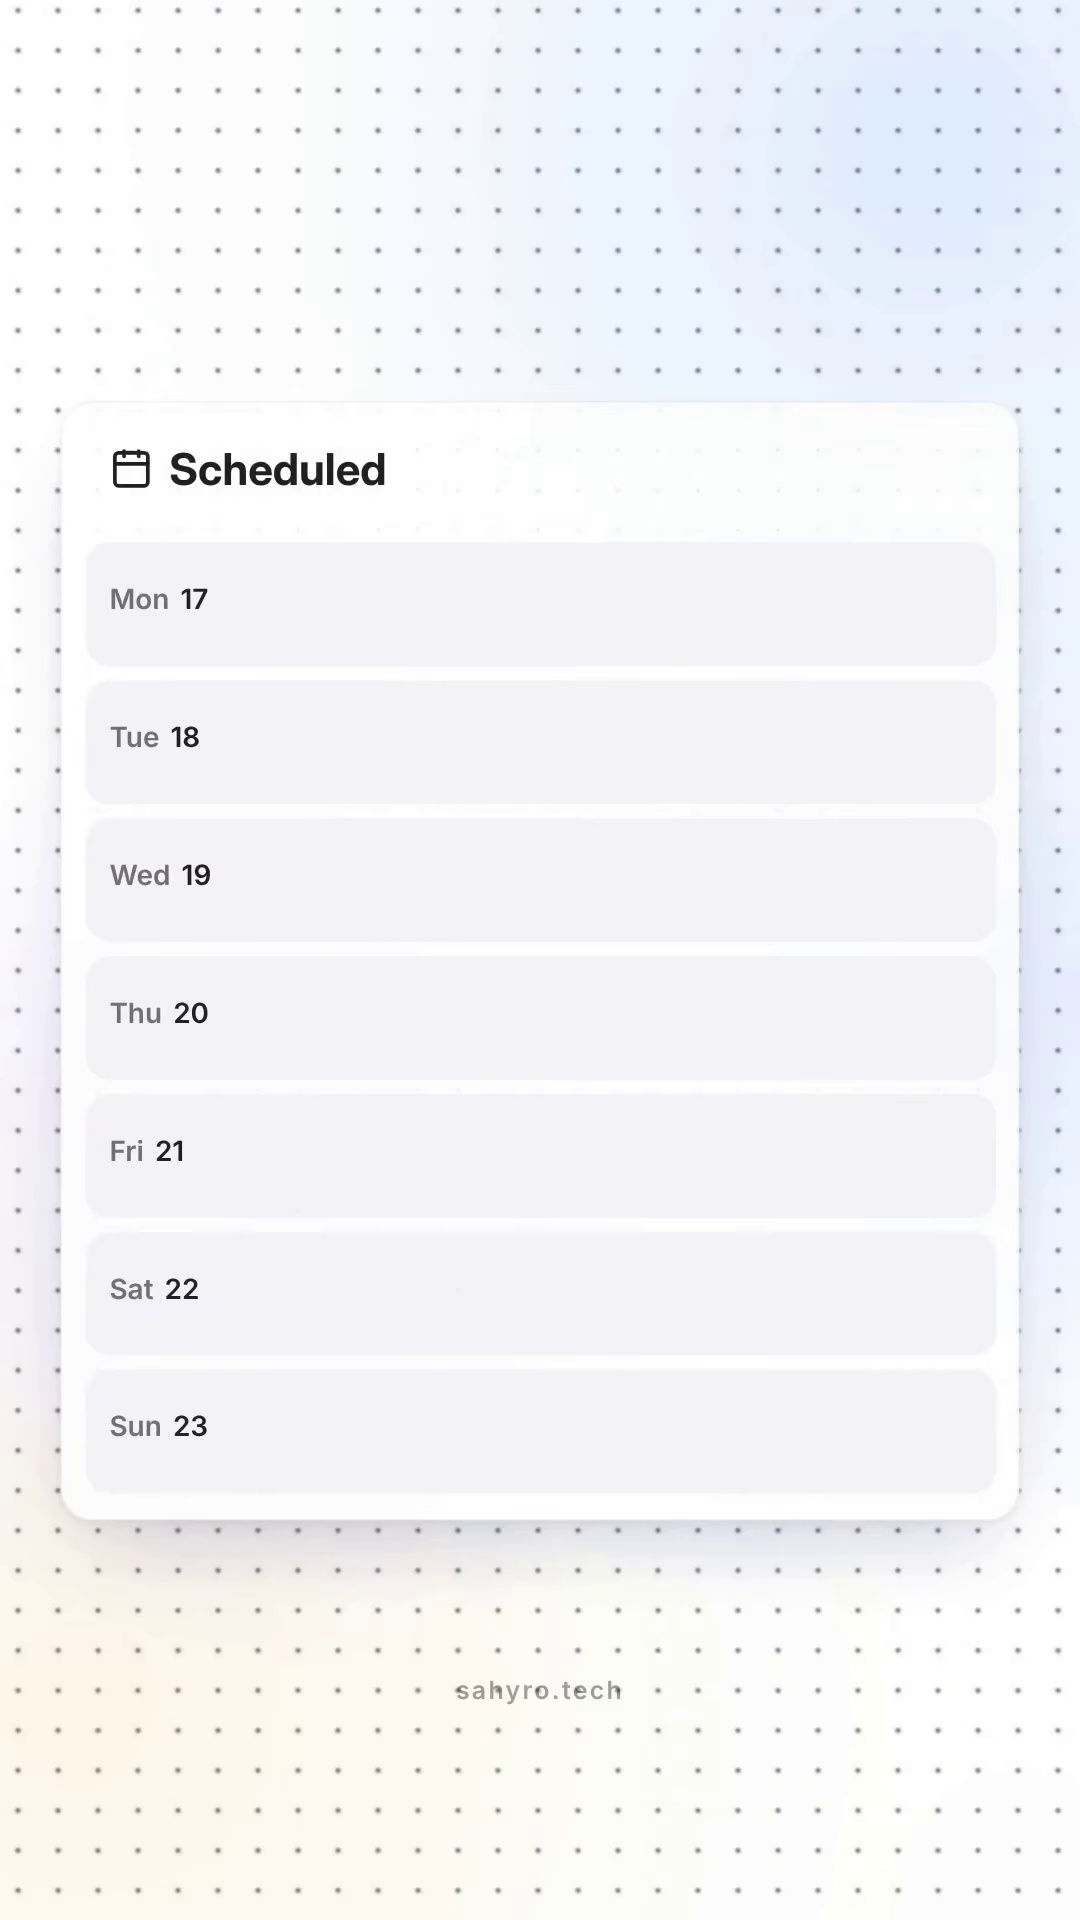 Scheduled
Mon 17
Tue 18
Wed 19
Thu 20
Fri 21
Sat 22
Sun 23
sahyro.tech